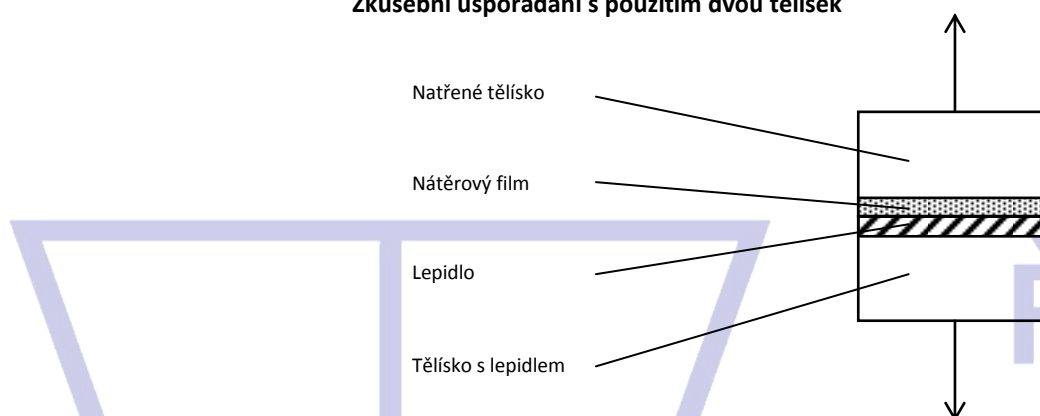 Zkušební uspořádání s použitím dvou tělísek
Natřené tělísko
Nátěrový film
Lepidlo
Tělísko s lepidlem